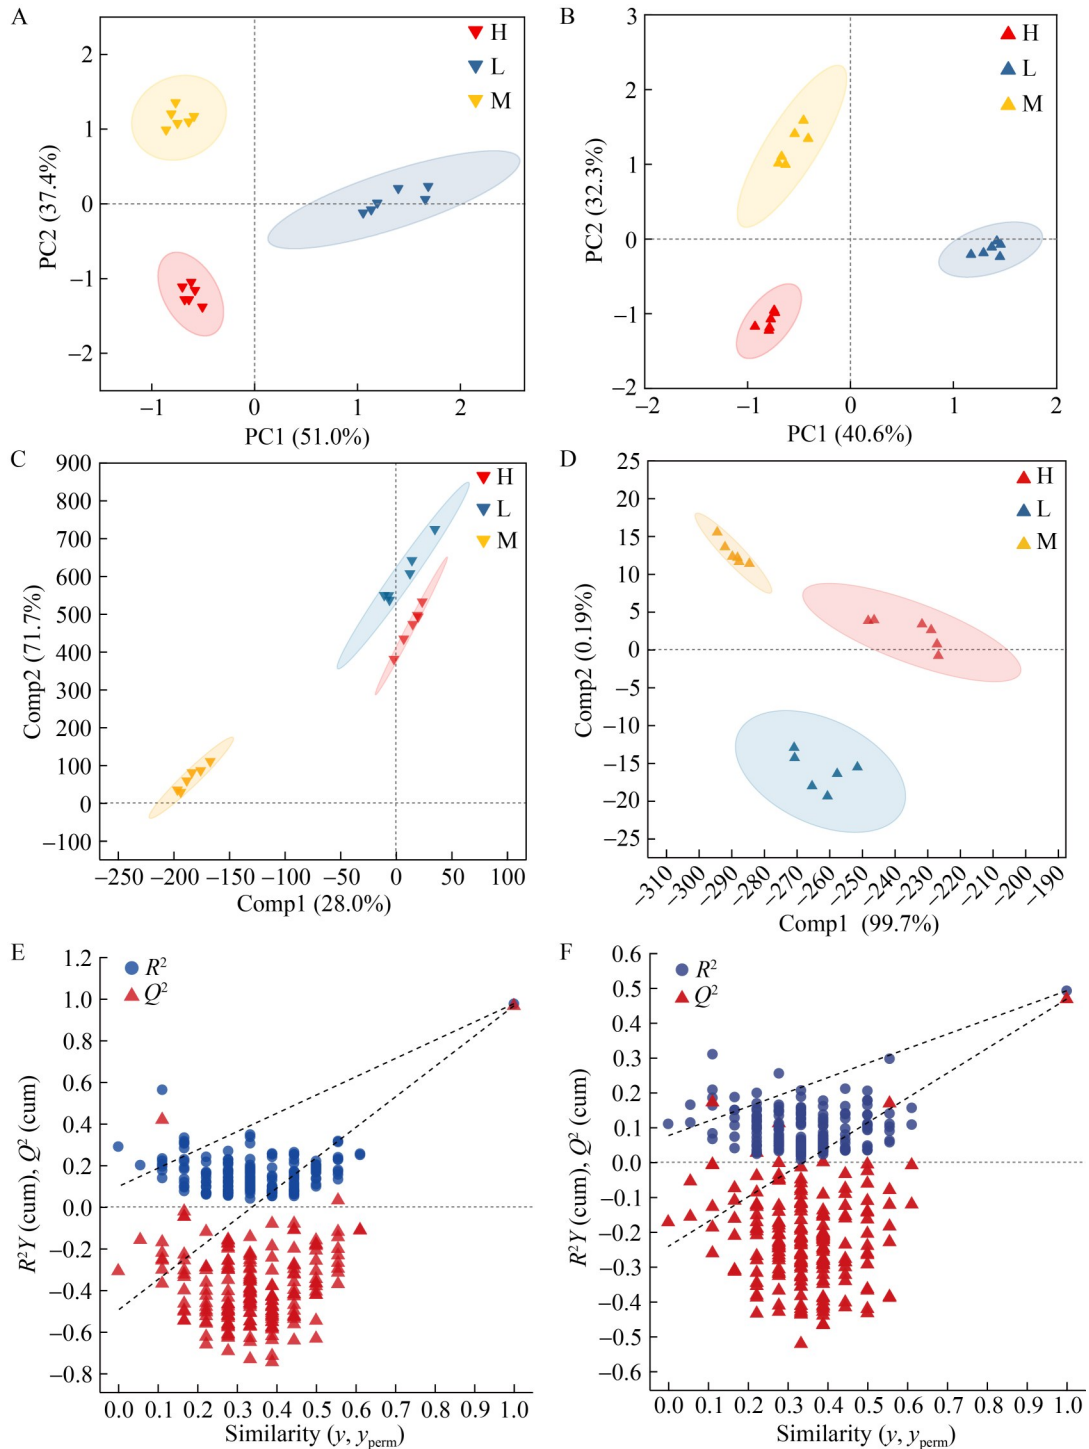 A
H
L
M
2
1
0
−1
−2
PC2 (37.4%)
−1
0
1
2
PC1 (51.0%)
B
H
L
M
3
2
1
0
−1
−2
PC2 (32.3%)
−2
−1
0
1
2
PC1 (40.6%)
C
H
L
M
900
800
700
600
500
400
300
200
100
0
−100
Comp2 (71.7%)
−250
−200
−150
−100
−50
0
50
100
Comp1 (28.0%)
D
H
L
M
25
20
15
10
5
0
−5
−10
−15
−20
−25
Comp2 (0.19%)
−310
−300
−290
−280
−270
−260
−250
−240
−230
−220
−210
−200
−190
Comp1 (99.7%)
E
R²
Q²
1.2
1.0
0.8
0.6
0.4
0.2
0.0
−0.2
−0.4
−0.6
−0.8
R²Y (cum), Q² (cum)
0.0 0.1 0.2 0.3 0.4 0.5 0.6 0.7 0.8 0.9 1.0
Similarity (y, yperm)
F
R²
Q²
0.6
0.5
0.4
0.3
0.2
0.1
0.0
−0.1
−0.2
−0.3
−0.4
−0.5
−0.6
R²Y (cum), Q² (cum)
0.0 0.1 0.2 0.3 0.4 0.5 0.6 0.7 0.8 0.9 1.0
Similarity (y, yperm)